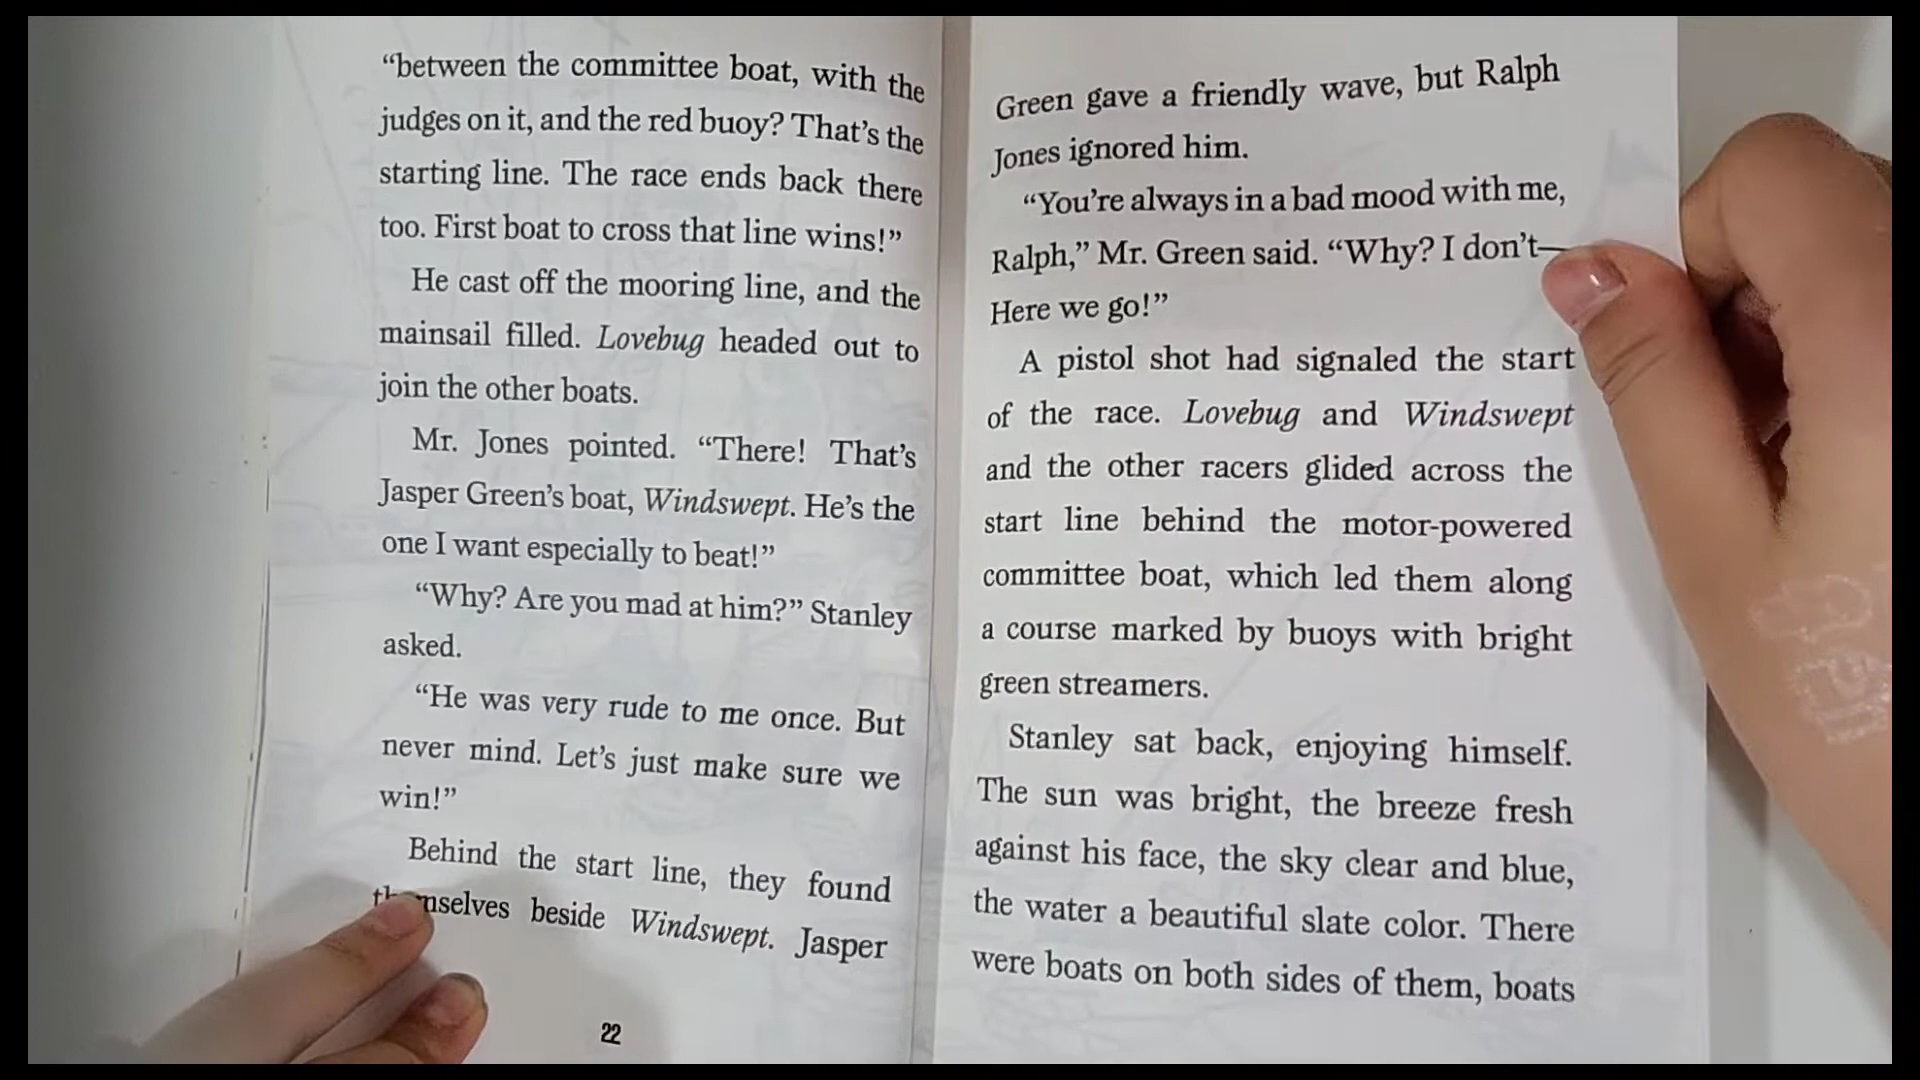 “between the committee boat, with the
judges on it, and the red buoy? That’s the
starting line. The race ends back there
too. First boat to cross that line wins!”
He cast off the mooring line, and the
mainsail filled. Lovebug headed out to
join the other boats.
Mr. Jones pointed. “There! That’s
Jasper Green’s boat, Windswept. He’s the
one I want especially to beat!”
“Why? Are you mad at him?” Stanley
asked.
“He was very rude to me once. But
never mind. Let’s just make sure we
win!”
Behind the start line, they found
themselves beside Windswept. Jasper
22
Green gave a friendly wave, but Ralph
Jones ignored him.
“You’re always in a bad mood with me,
Ralph,” Mr. Green said. “Why? I don’t—
Here we go!”
A pistol shot had signaled the start
of the race. Lovebug and Windswept
and the other racers glided across the
start line behind the motor-powered
committee boat, which led them along
a course marked by buoys with bright
green streamers.
Stanley sat back, enjoying himself.
The sun was bright, the breeze fresh
against his face, the sky clear and blue,
the water a beautiful slate color. There
were boats on both sides of them, boats